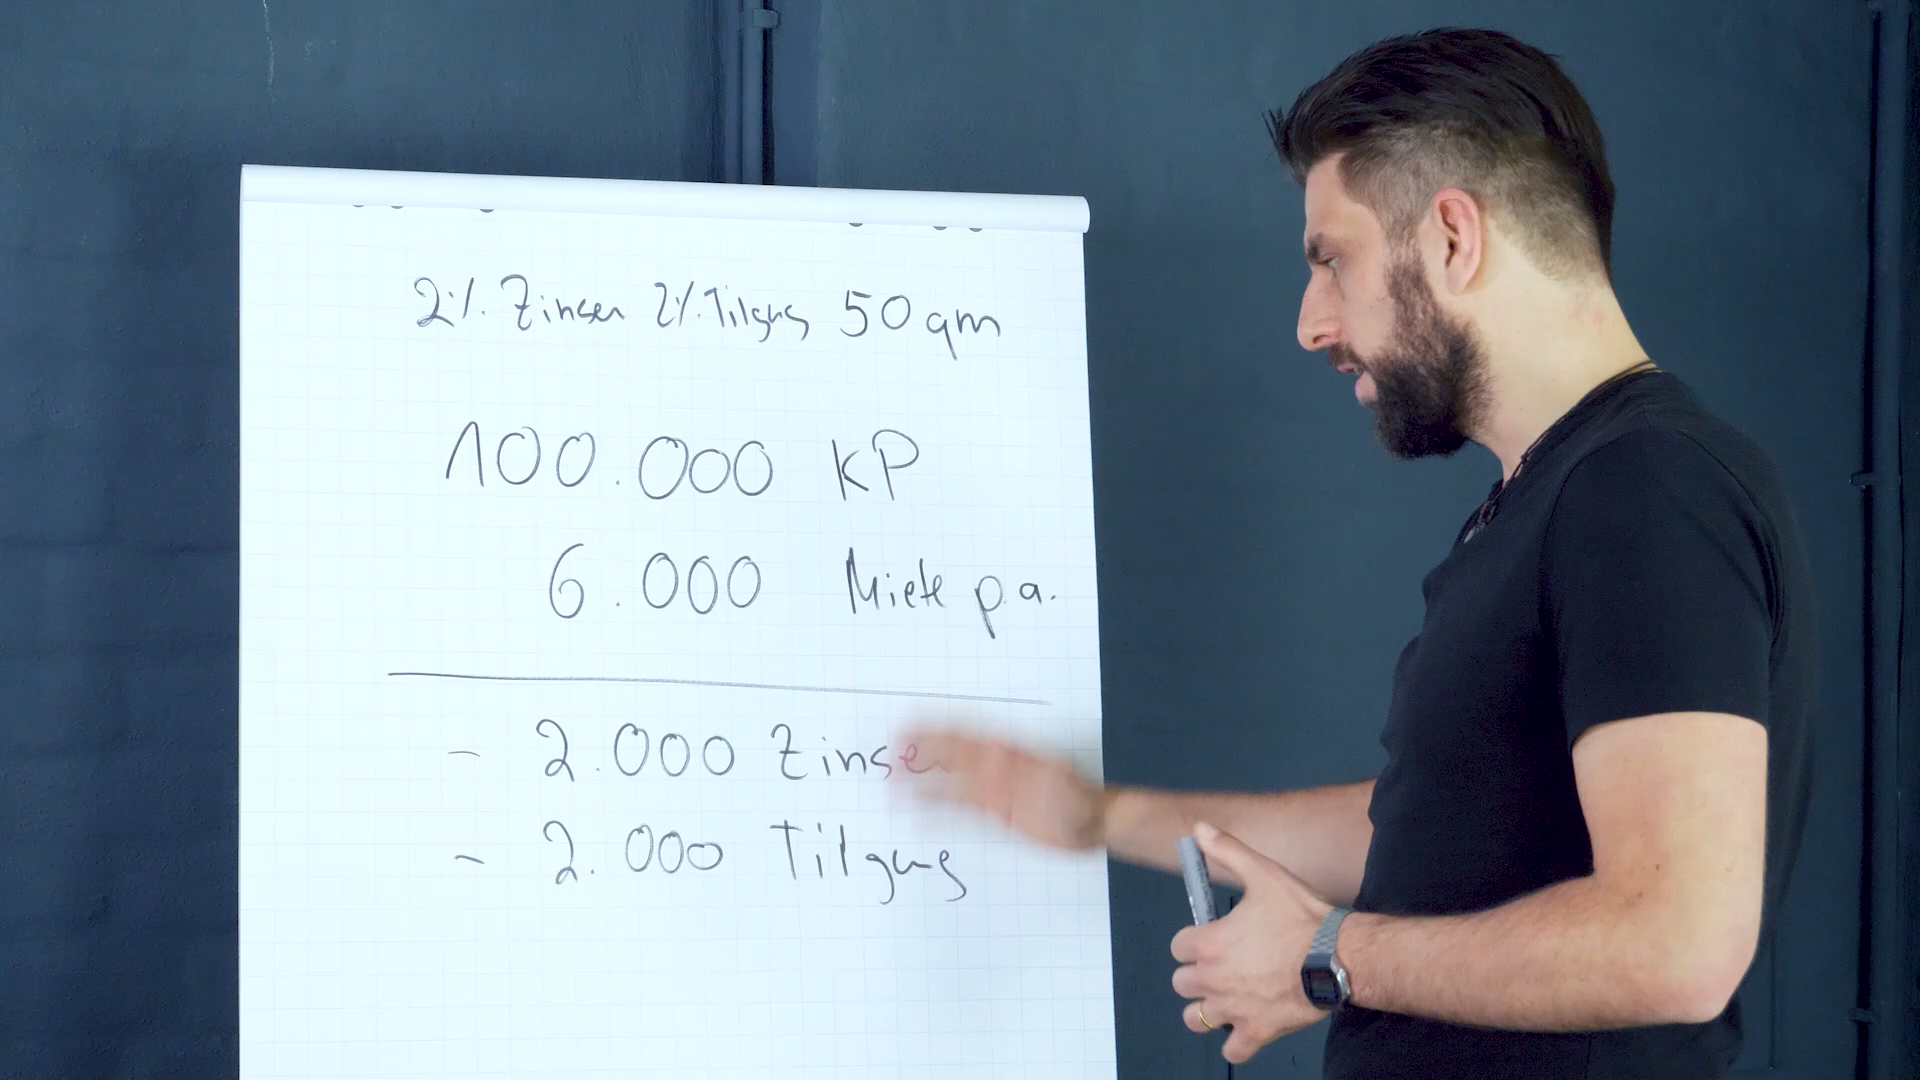 2% Zinsen 2% Tilgung 50 qm
100.000 KP
6.000 Miete p.a.
- 2.000 Zinsen
- 2.000 Tilgung